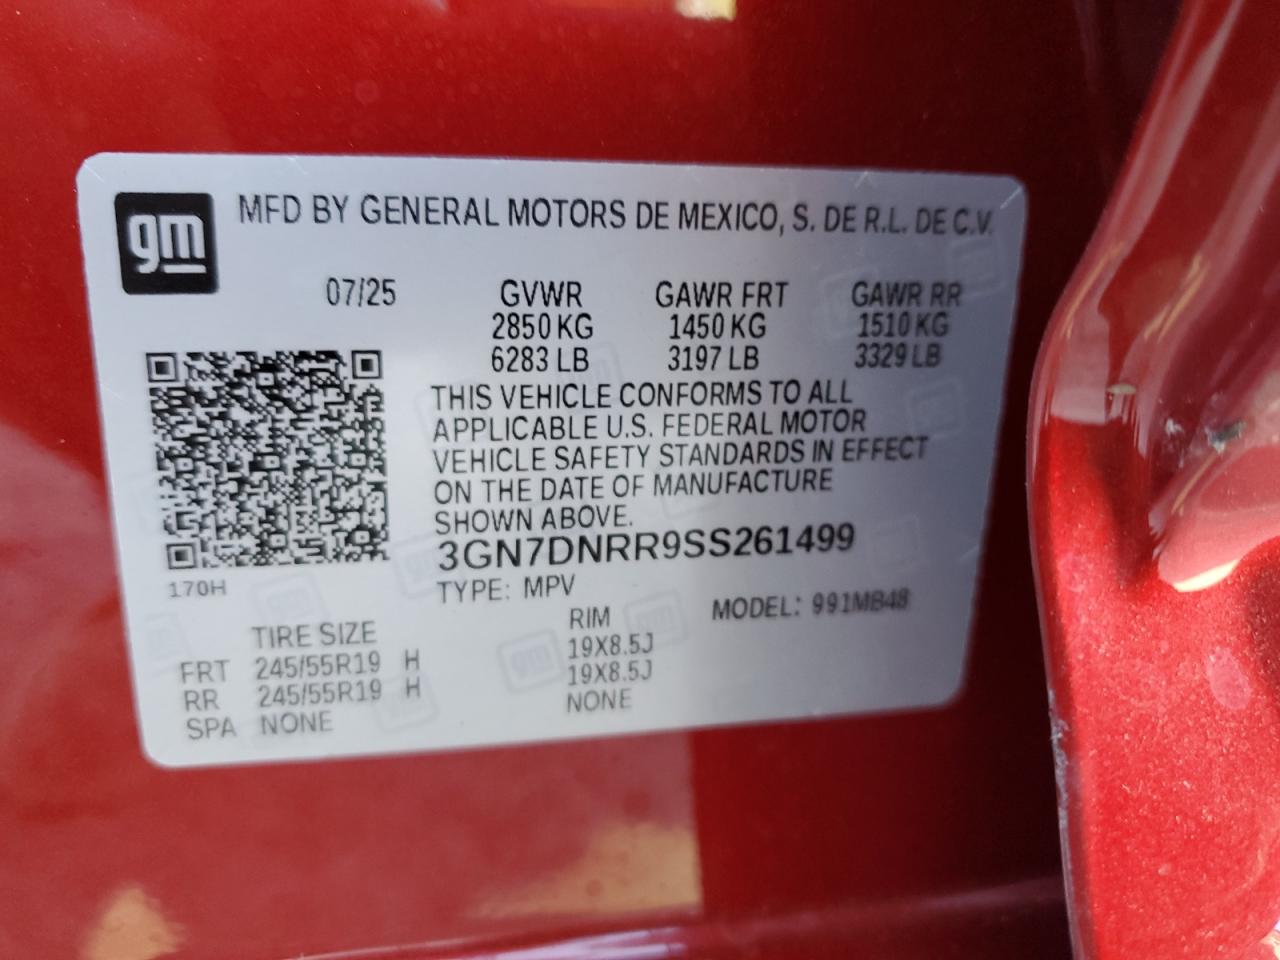 gm
MFD BY GENERAL MOTORS DE MEXICO, S. DE R.L. DE C.V.
07/25 GVWR GAWR FRT GAWR RR
2850 KG 1450 KG 1510 KG
6283 LB 3197 LB 3329 LB
THIS VEHICLE CONFORMS TO ALL
APPLICABLE U.S. FEDERAL MOTOR
VEHICLE SAFETY STANDARDS IN EFFECT
ON THE DATE OF MANUFACTURE
SHOWN ABOVE.
3GN7DNRR9SS261499
170H
TYPE: MPV
MODEL: 991MB48
TIRE SIZE RIM
FRT 245/55R19 H 19X8.5J
RR 245/55R19 H 19X8.5J
SPA NONE NONE